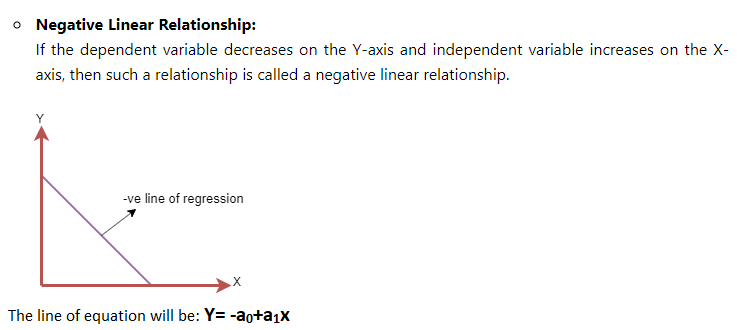 o Negative Linear Relationship:
If the dependent variable decreases on the Y-axis and independent variable increases on the X-
axis, then such a relationship is called a negative linear relationship.
Y
-ve line of regression
X
The line of equation will be: Y= -a₀+a₁x